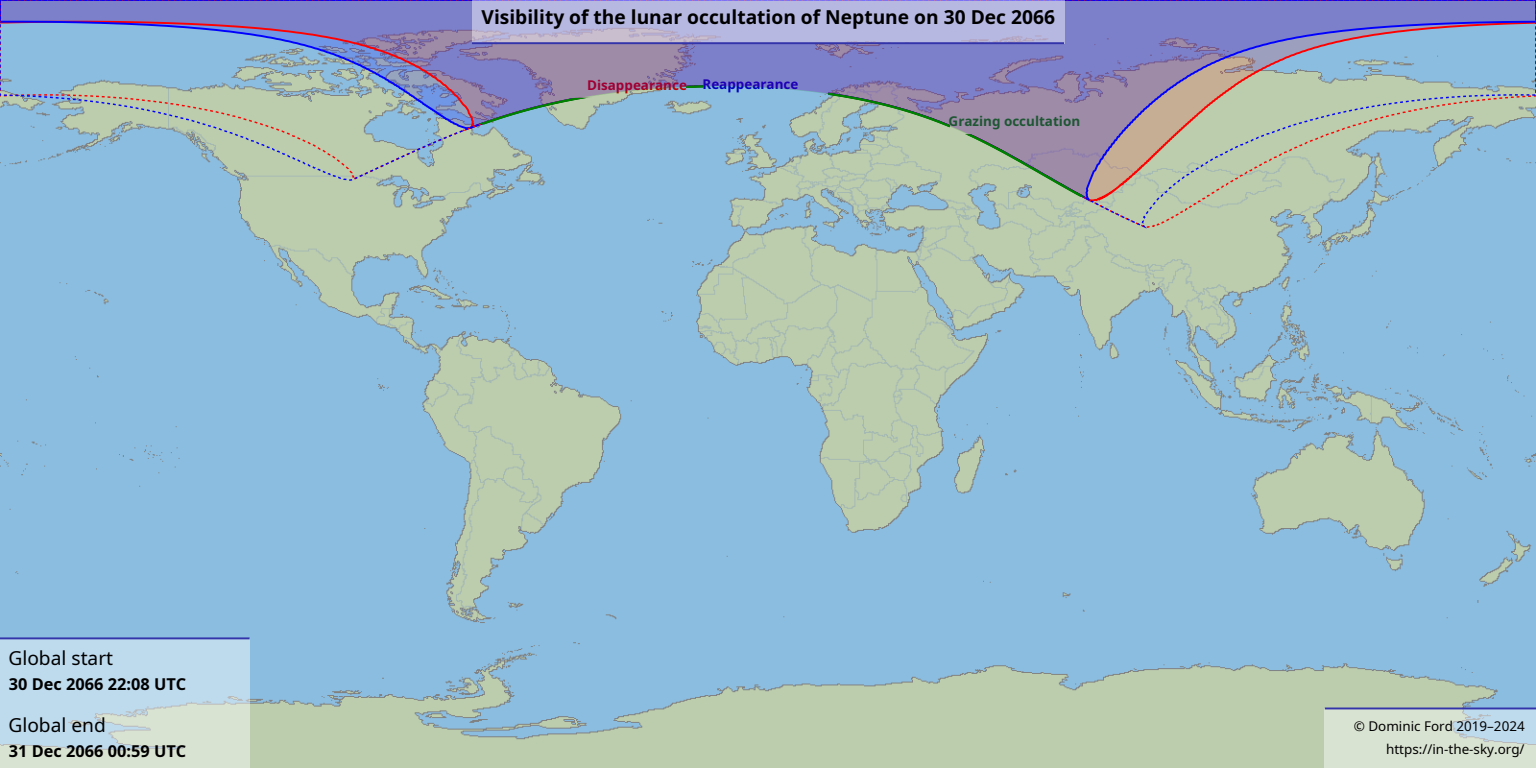 Visibility of the lunar occultation of Neptune on 30 Dec 2066
Disappearance
Reappearance
Grazing occultation
Global start
30 Dec 2066 22:08 UTC
Global end
31 Dec 2066 00:59 UTC
© Dominic Ford 2019–2024
https://in-the-sky.org/